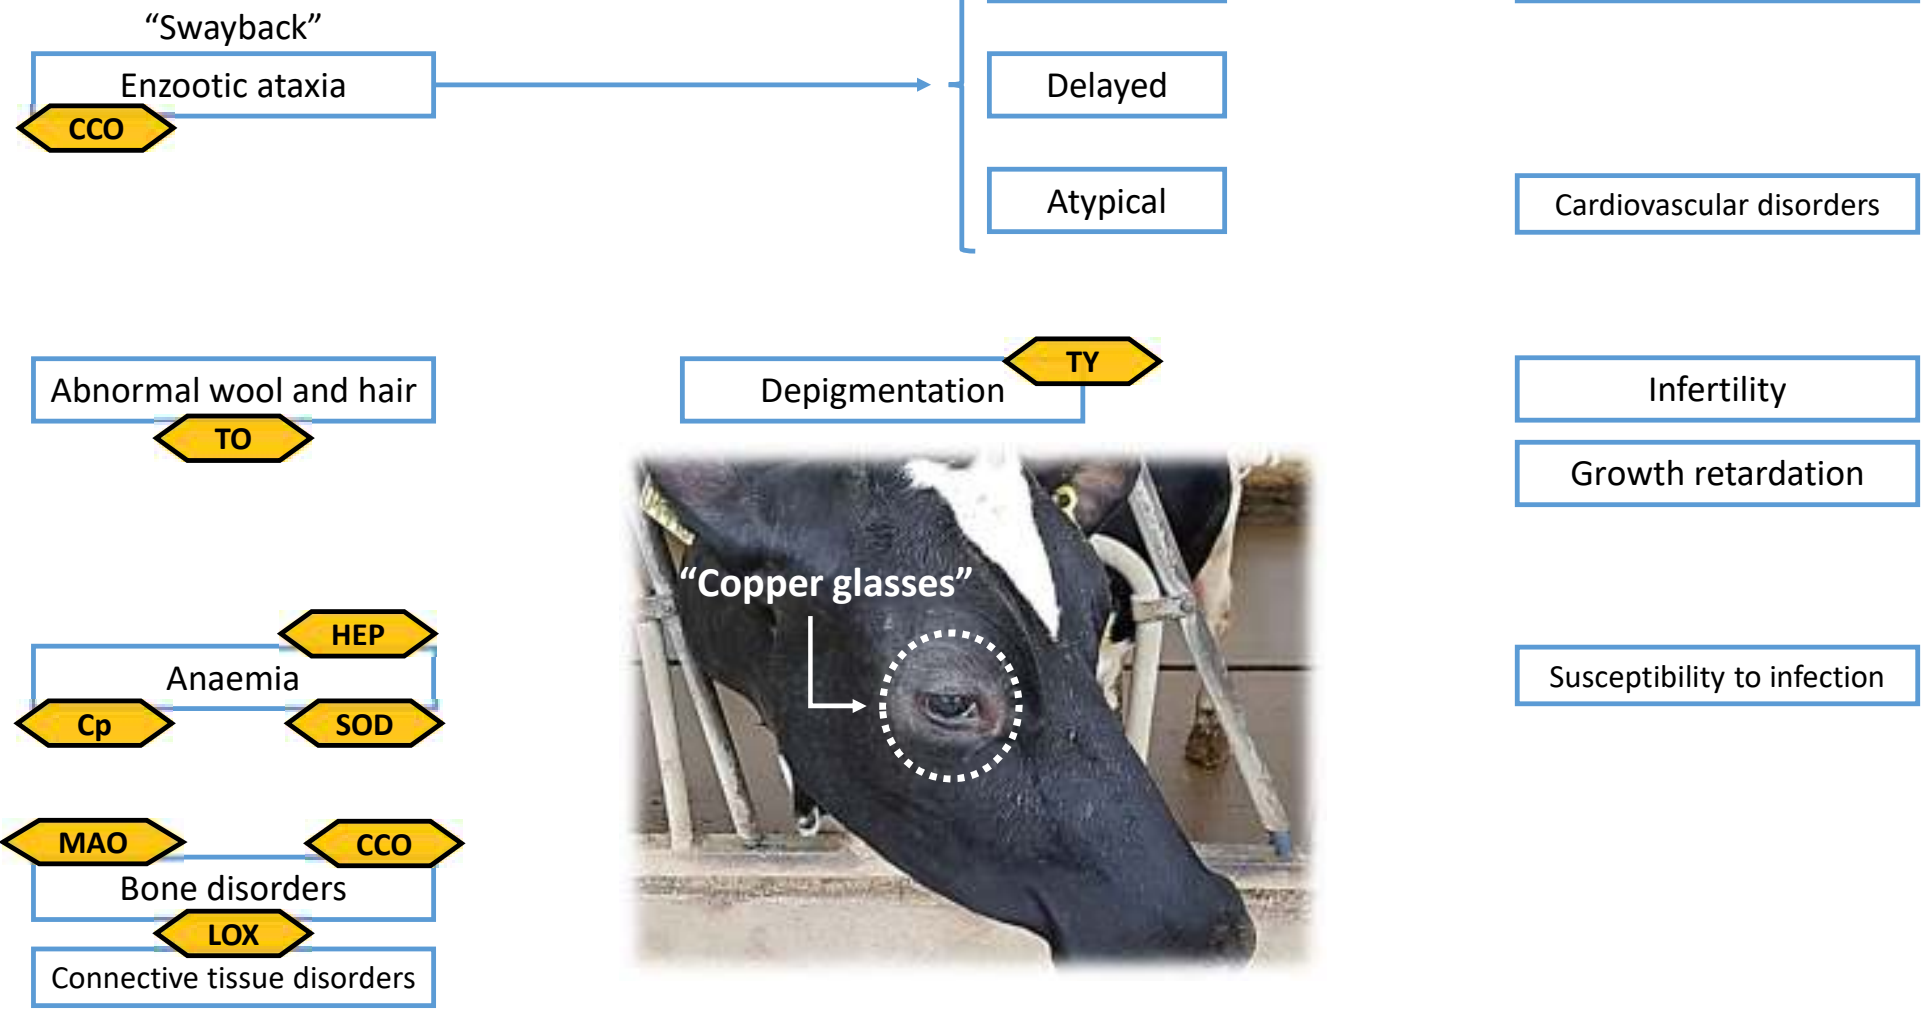 “Swayback”
Enzootic ataxia
CCO
Delayed
Atypical
Cardiovascular disorders
Abnormal wool and hair
TO
Depigmentation
TY
Infertility
Growth retardation
“Copper glasses”
HEP
Anaemia
Cp
SOD
Susceptibility to infection
MAO
CCO
Bone disorders
LOX
Connective tissue disorders